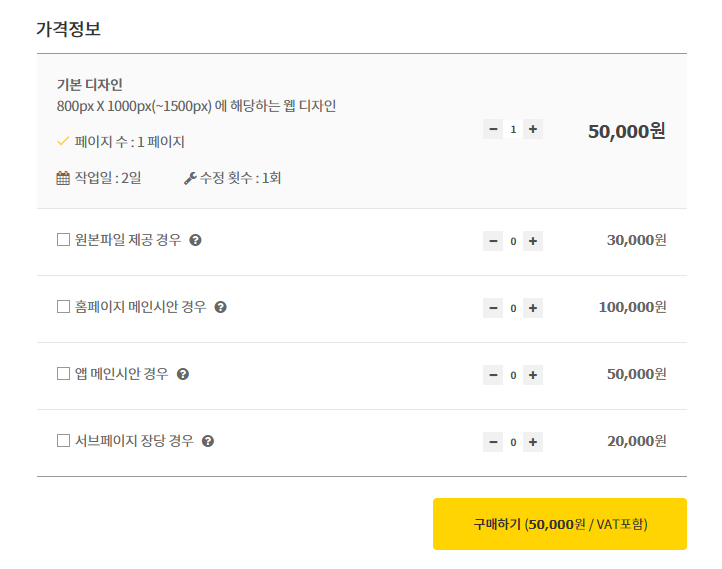 가격정보
기본 디자인
800px X 1000px(~1500px) 에 해당하는 웹 디자인
페이지 수 : 1 페이지
작업일 : 2일 수정 횟수 : 1회
− 1 + 50,000원
원본파일 제공 경우 ? − 0 + 30,000원
홈페이지 메인시안 경우 ? − 0 + 100,000원
앱 메인시안 경우 ? − 0 + 50,000원
서브페이지 장당 경우 ? − 0 + 20,000원
구매하기 (50,000원 / VAT포함)